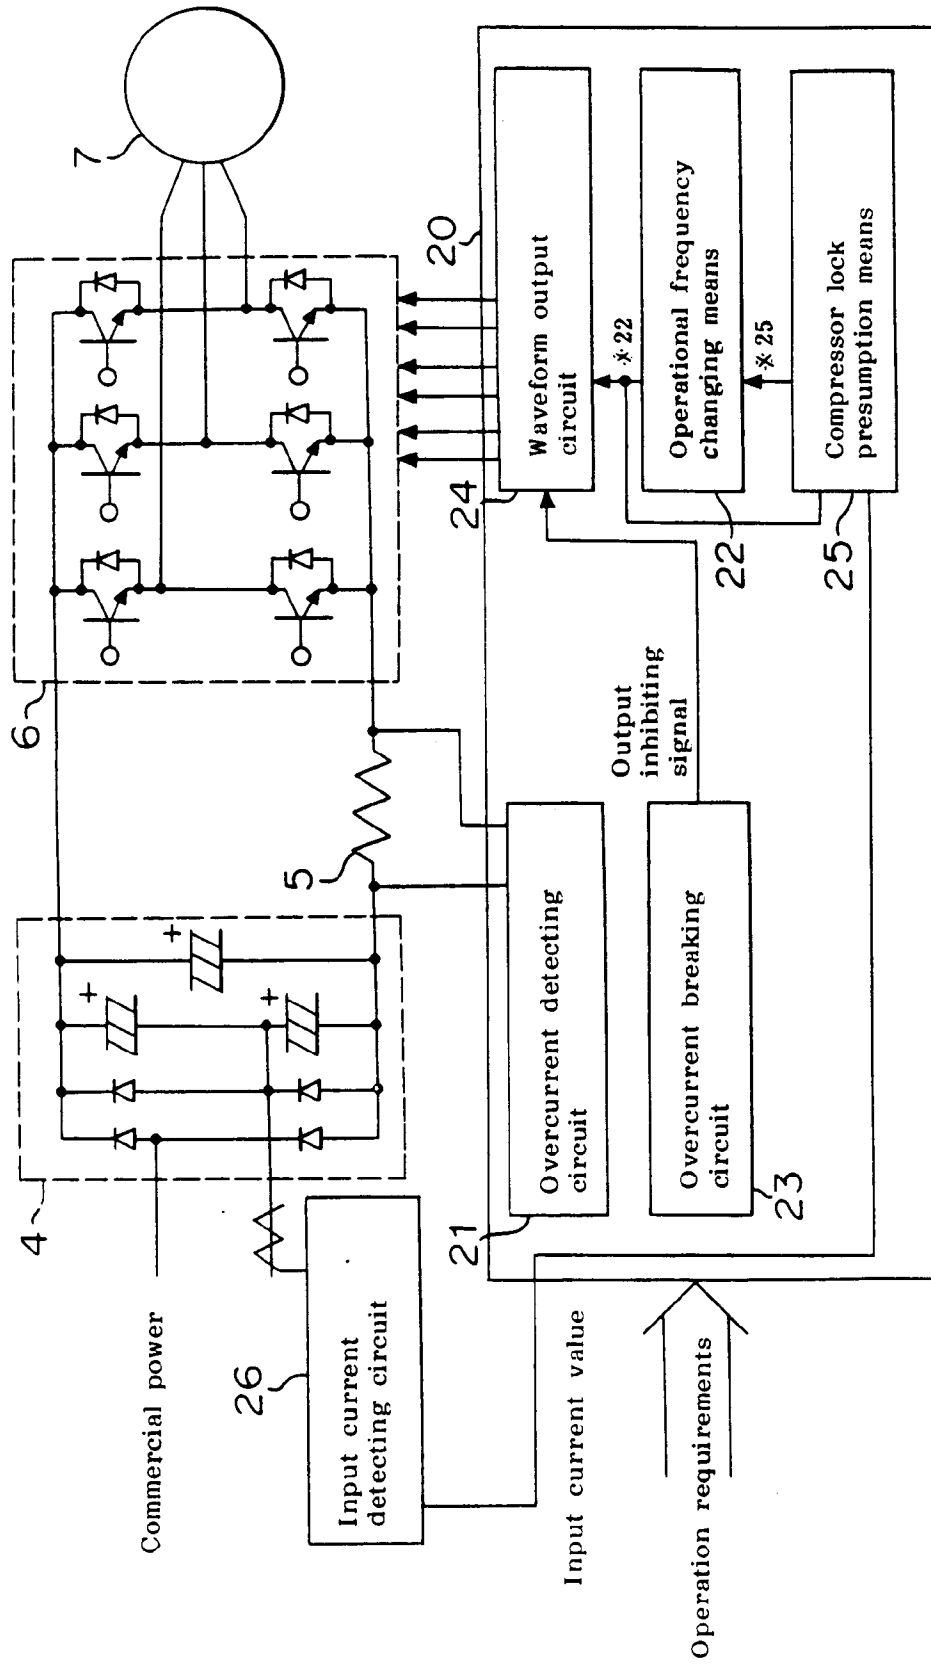 Commercial power
4
6
7
5
26
Input current
detecting circuit
20
Input current value
21
Overcurrent detecting
circuit
24
Waveform output
circuit
※22
Output
inhibiting
signal
Operation requirements
23
Overcurrent breaking
circuit
22
Operational frequency
changing means
※25
25
Compressor lock
presumption means
+
+
+